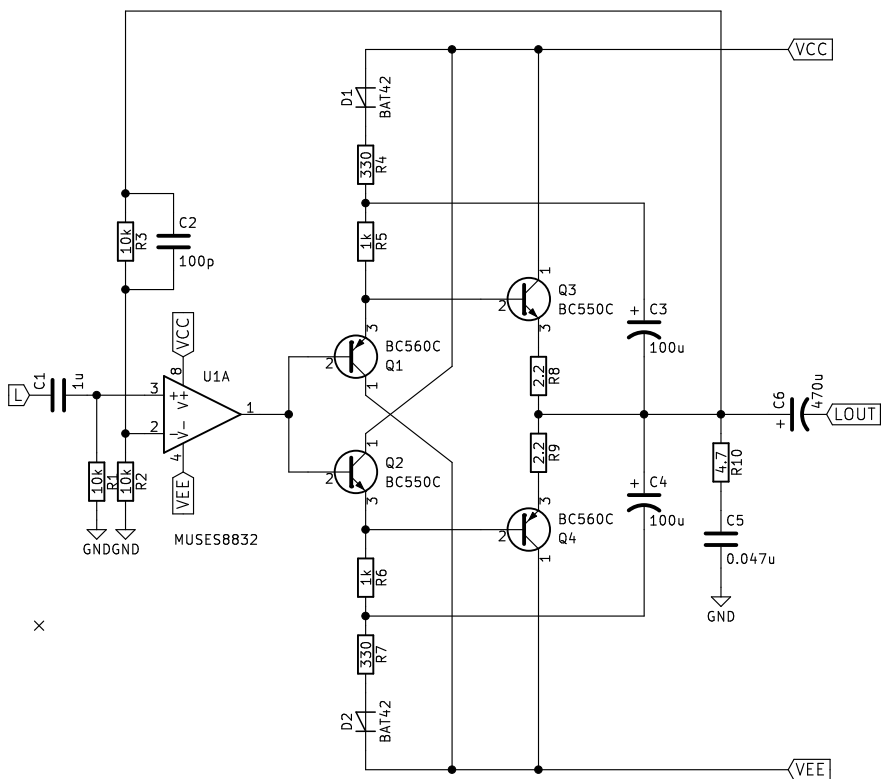 VCC
D1
BAT42
330
R4
C2
10k
R3
100p
1k
R5
Q3
BC550C
1
2
3
C3
+
100u
VCC
8
BC560C
Q1
1
2
3
2.2
R8
C1
1u
L
U1A
3
+
V+
2
-
V-
1
4
VEE
MUSES8832
C6
470u
+
LOUT
10k
R1
10k
R2
GND
GND
Q2
BC550C
1
2
3
2.2
R9
4.7
R10
C4
+
100u
BC560C
Q4
1
2
3
C5
0.047u
GND
1k
R6
330
R7
D2
BAT42
VEE